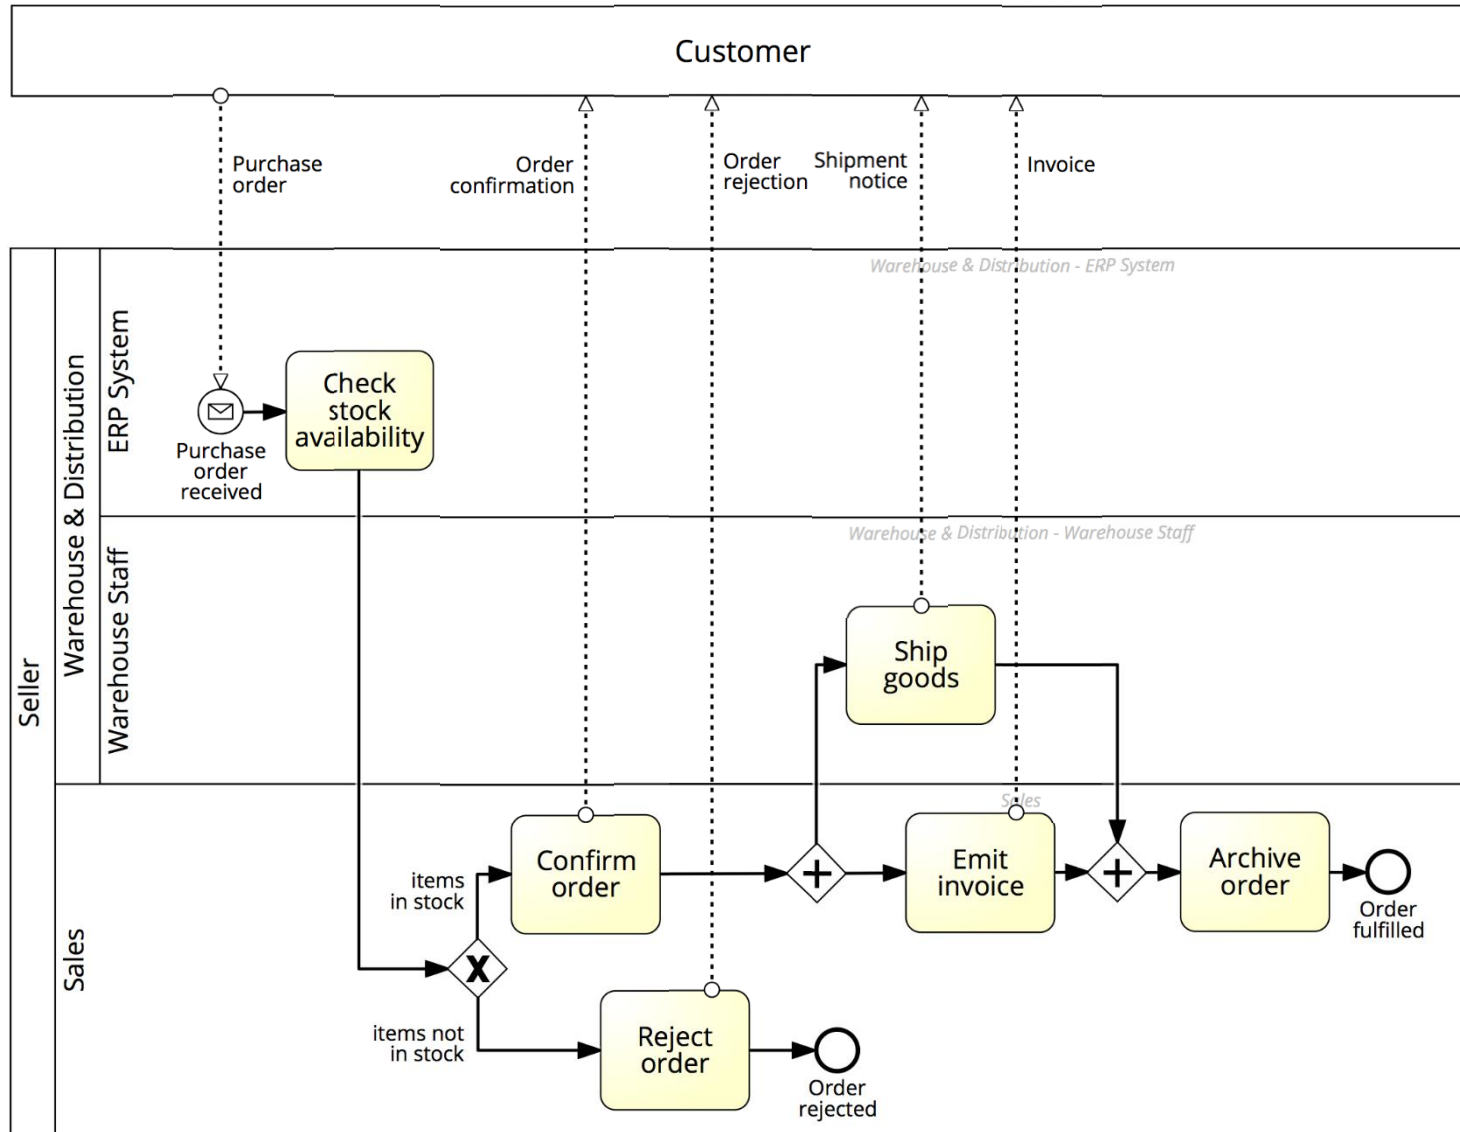 Customer
Purchase
order
Order
confirmation
Order
rejection
Shipment
notice
Invoice
Seller
Warehouse & Distribution
ERP System
Warehouse & Distribution - ERP System
Check
stock
availability
Purchase
order
received
Warehouse Staff
Warehouse & Distribution - Warehouse Staff
Ship
goods
Sales
Sales
items
in stock
Confirm
order
Emit
invoice
Archive
order
Order
fulfilled
X
items not
in stock
Reject
order
Order
rejected